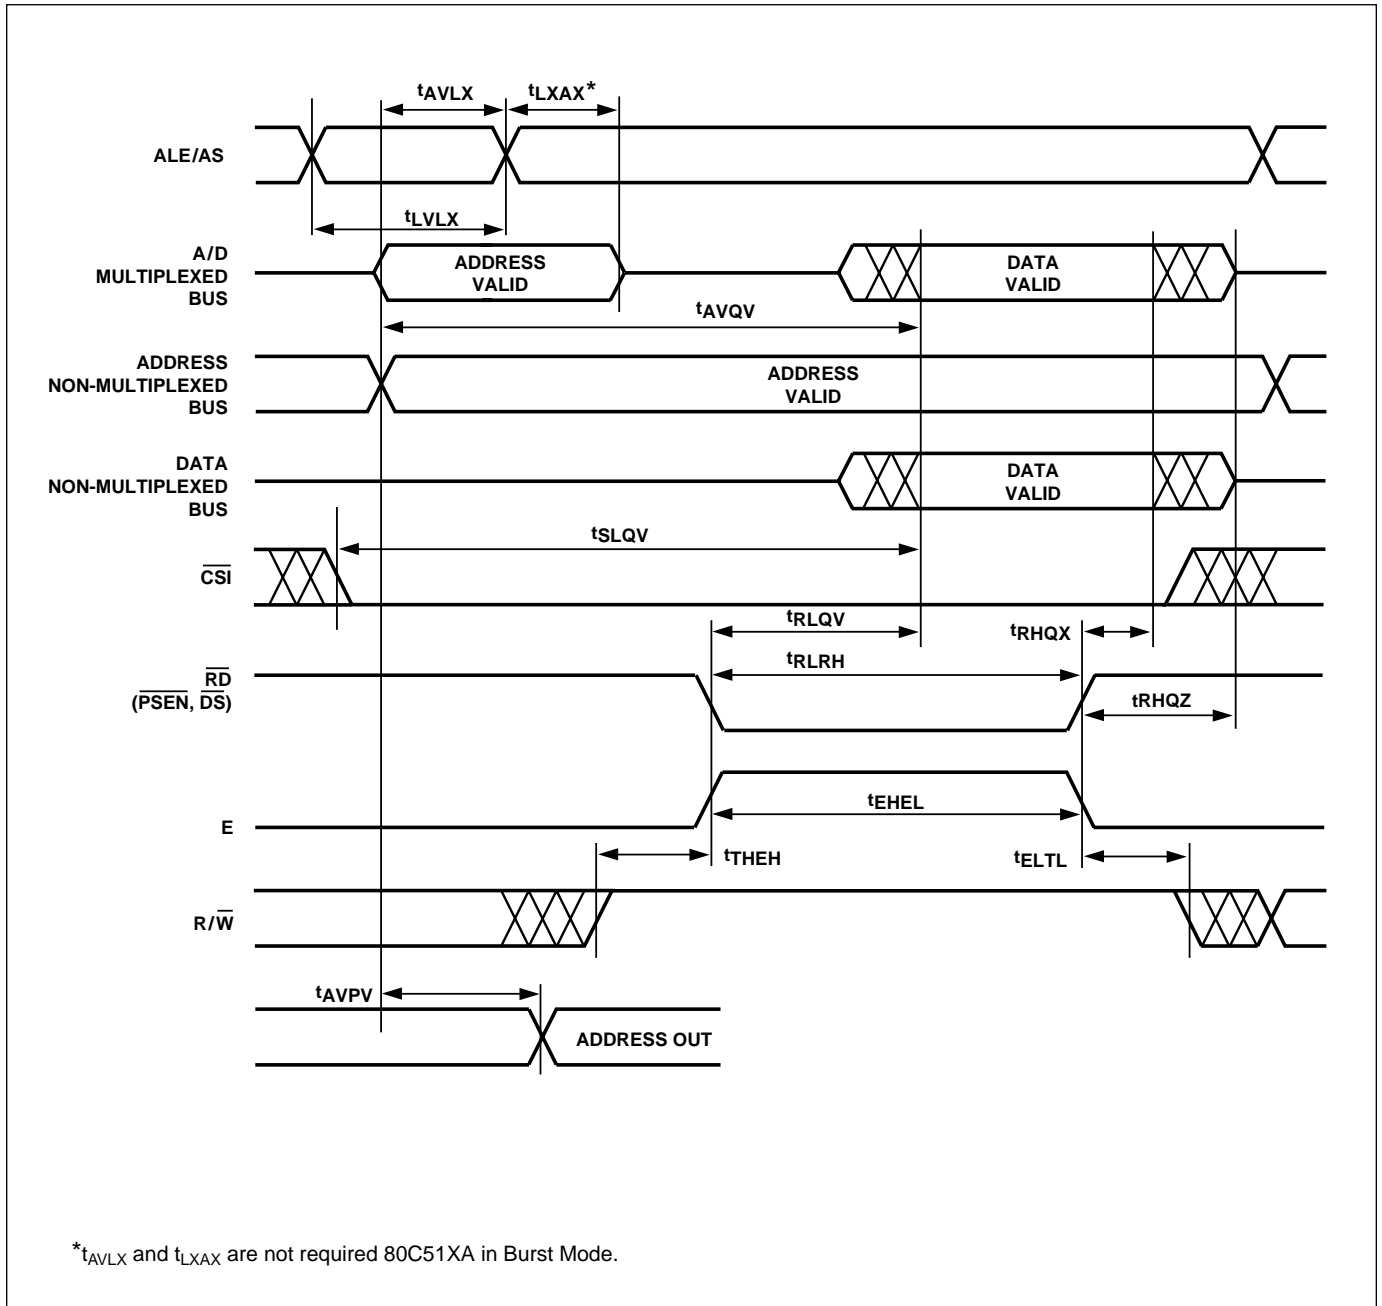 tAVLX
tLXAX*
ALE/AS
tLVLX
A/D
MULTIPLEXED
BUS
ADDRESS
VALID
DATA
VALID
tAVQV
ADDRESS
NON-MULTIPLEXED
BUS
ADDRESS
VALID
DATA
NON-MULTIPLEXED
BUS
DATA
VALID
tSLQV
CSI
tRLQV
tRHQX
tRLRH
RD
(PSEN, DS)
tRHQZ
tEHEL
E
tTHEH
tELTL
R/W
tAVPV
ADDRESS OUT
*tAVLX and tLXAX are not required 80C51XA in Burst Mode.